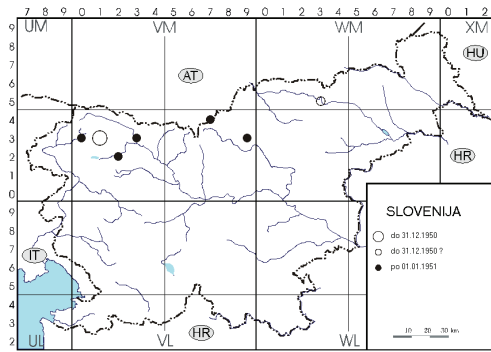 7 8 9 0 1 2 3 4 5 6 7 8 9 0 1 2 3 4 5 6 7 8 9 0 1
UM VM WM XM
9
8
7
6
5
4
3
2
1
0
9
8
7
6
5
4
3
2
AT
HU
HR
IT
HR
UL VL WL
SLOVENIJA
do 31.12.1950
do 31.12.1950 ?
po 01.01.1951
10 20 30 km